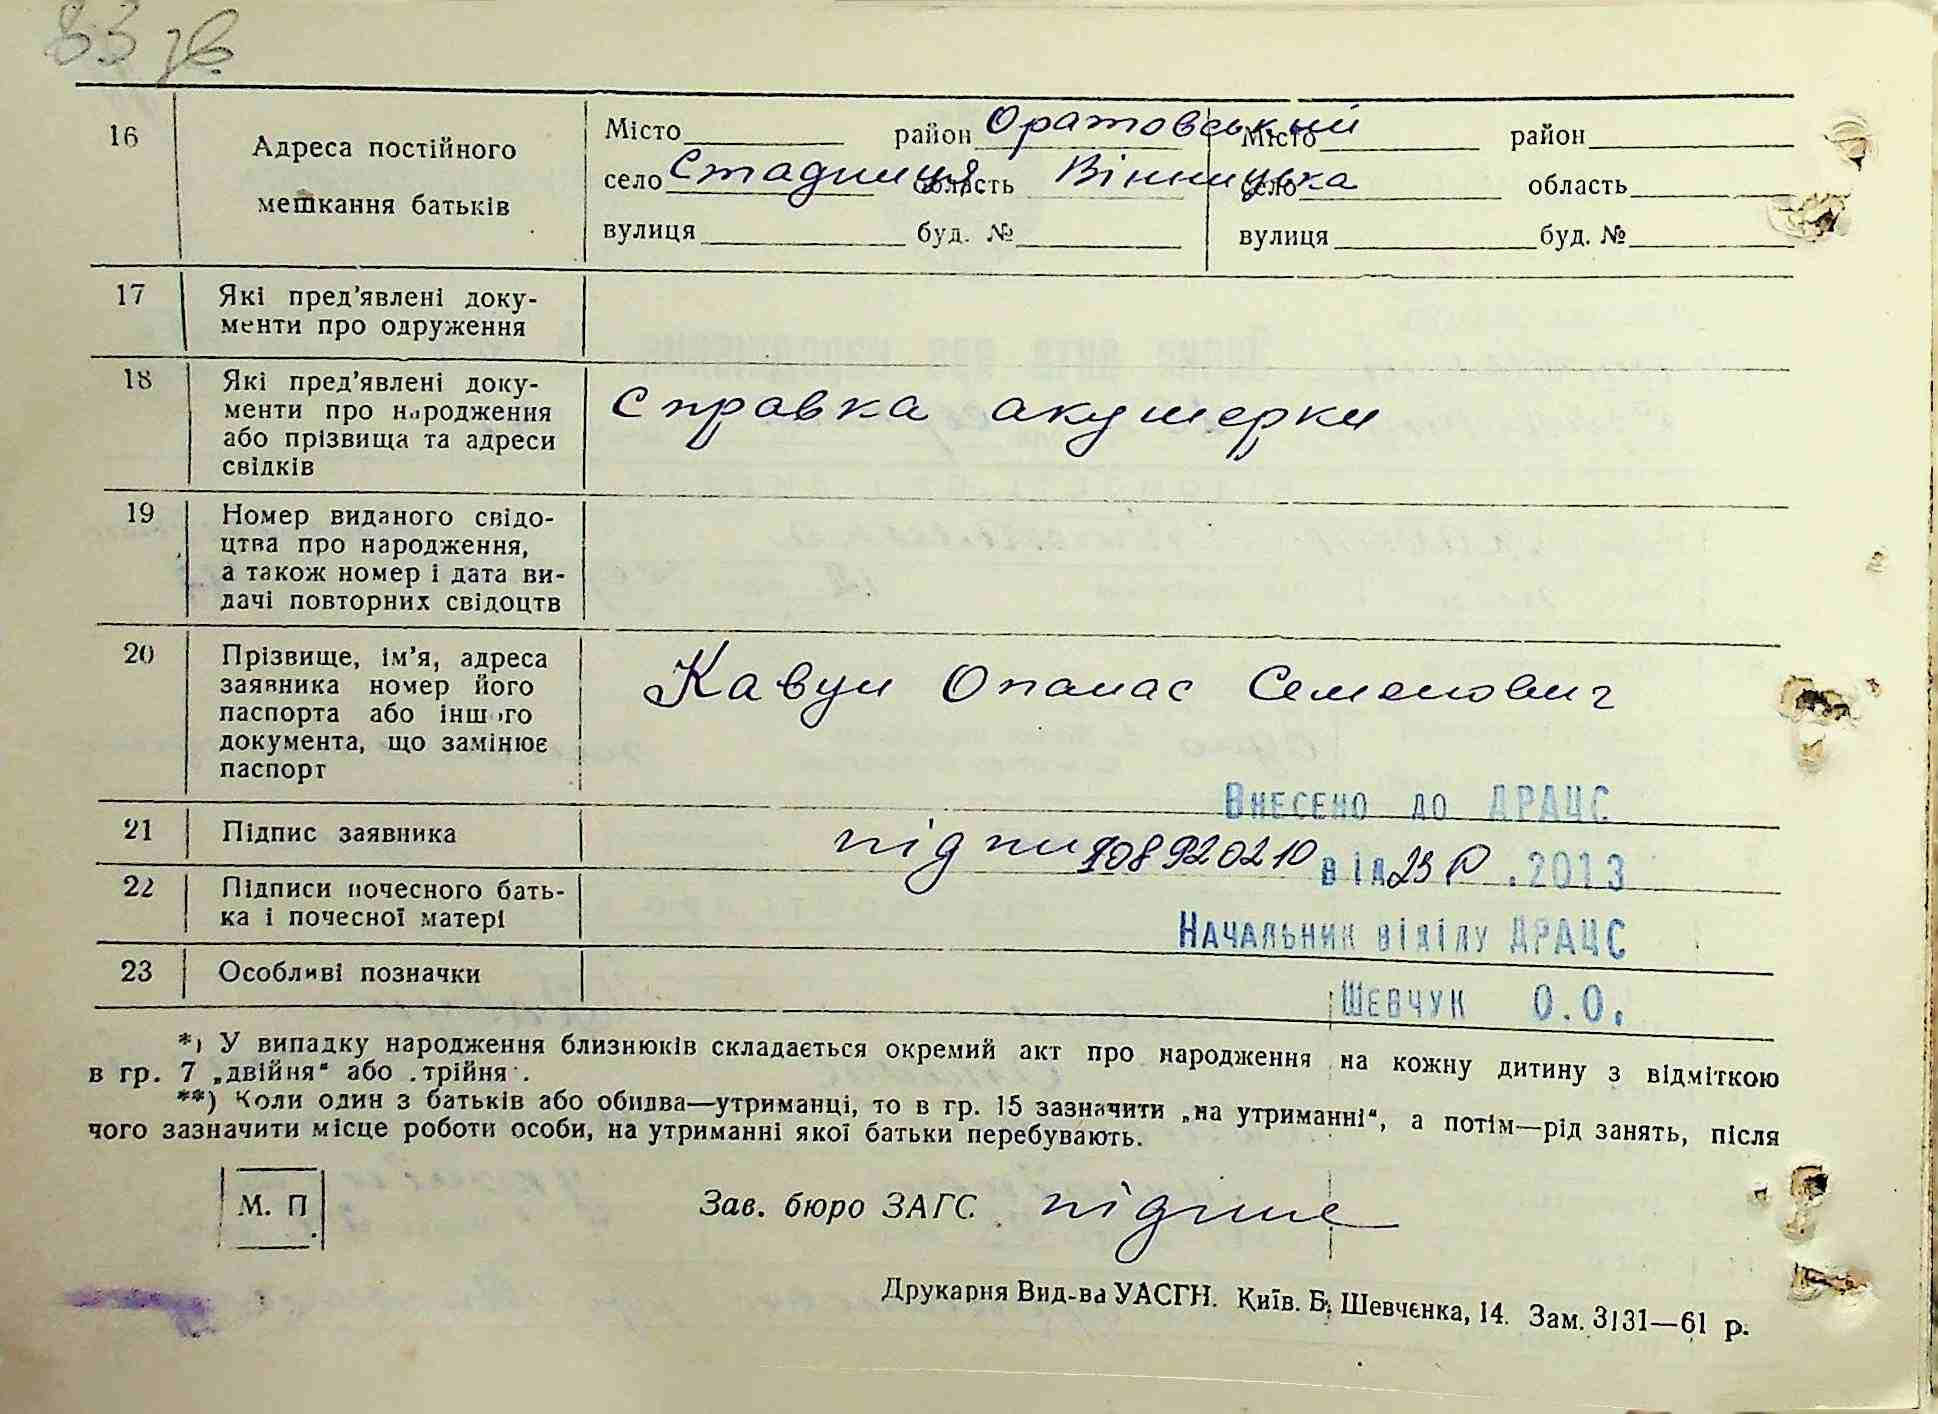 83 зв.
16 Адреса постійного мешкання батьків
Місто район Оратовський Місто район
село Стадниця область Вінницька село область
вулиця буд. № вулиця буд. №
17 Які пред'явлені доку-
менти про одруження
18 Які пред'явлені доку-
менти про народження
або прізвища та адреси
свідків
Справка акушерки
19 Номер виданого свідо-
цтва про народження,
а також номер і дата ви-
дачі повторних свідоцтв
20 Прізвище, ім'я, адреса
заявника номер його
паспорта або іншого
документа, що замінює
паспорт
Кавун Опанас Семенович
Внесено до ДРАЦС
21 Підпис заявника
підпис 908920210 від 23 .2013
22 Підписи почесного бать-
ка і почесної матері
Начальник відділу ДРАЦС
23 Особливі позначки
Шевчук О.О.
*) У випадку народження близнюків складається окремий акт про народження на кожну дитину з відміткою
в гр. 7 „двійня“ або „трійня“.
**) Коли один з батьків або обидва—утриманці, то в гр. 15 зазначити „на утриманні“, а потім—рід занять, після
чого зазначити місце роботи особи, на утриманні якої батьки перебувають.
М. П.
Зав. бюро ЗАГС підпис
Друкарня Вид-ва УАСГН. Київ. Б. Шевченка, 14. Зам. 3131—61 р.